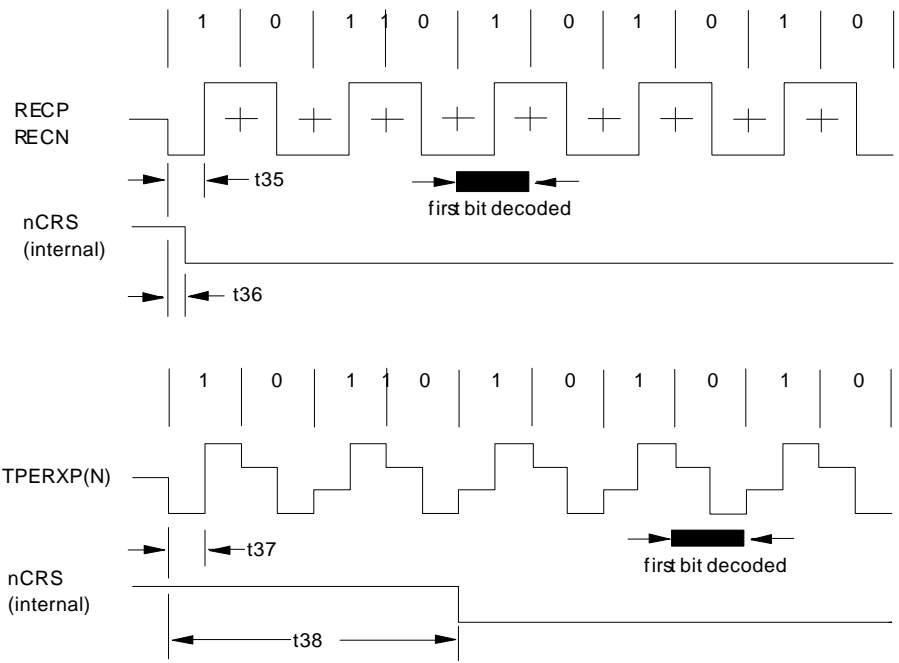 1 0 1 1 0 1 0 1 0 1 0
RECP
RECN
t35
first bit decoded
nCRS
(internal)
t36
1 0 1 1 0 1 0 1 0 1 0
TPERXP(N)
t37
first bit decoded
nCRS
(internal)
t38